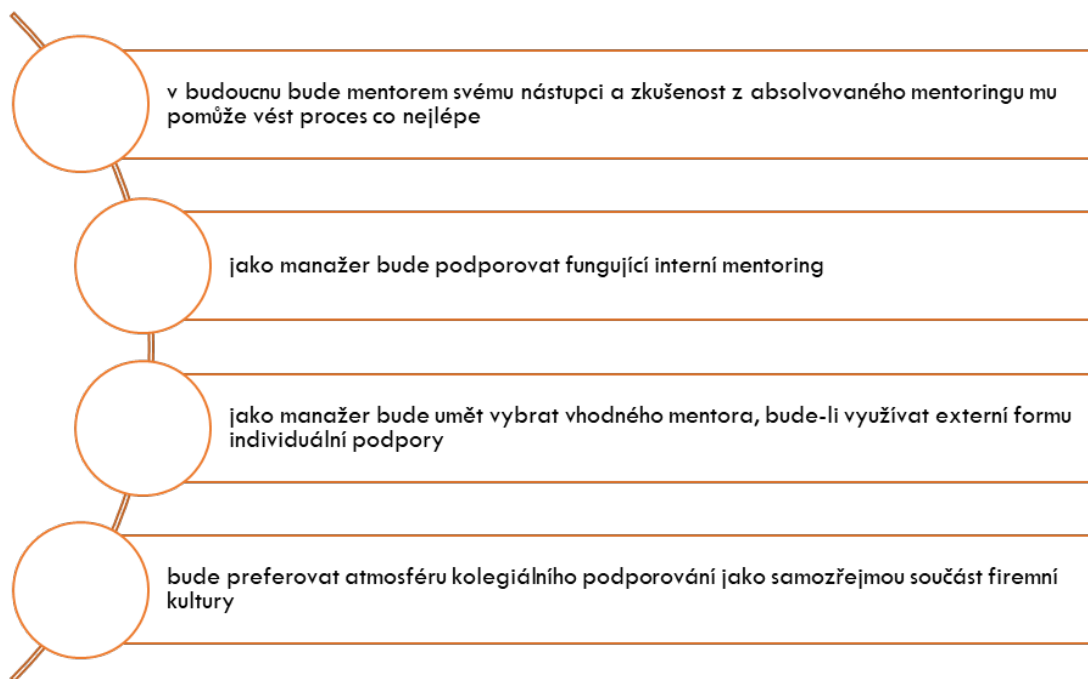 v budoucnu bude mentorem svému nástupci a zkušenost z absolvovaného mentoringu mu
pomůže vést proces co nejlépe
jako manažer bude podporovat fungující interní mentoring
jako manažer bude umět vybrat vhodného mentora, bude-li využívat externí formu
individuální podpory
bude preferovat atmosféru kolegiálního podporování jako samozřejmou součást firemní
kultury